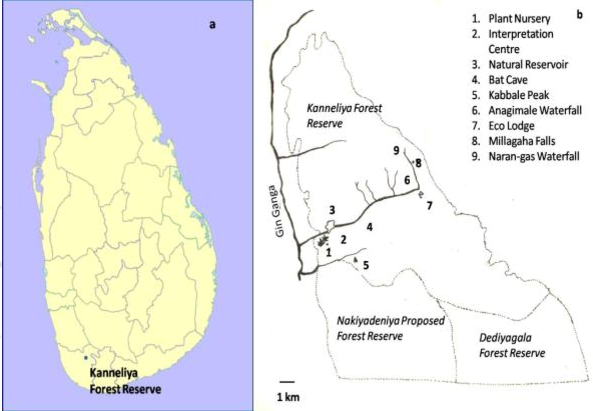 a
Kanneliya
Forest Reserve
b
1. Plant Nursery
2. Interpretation
Centre
3. Natural Reservoir
4. Bat Cave
5. Kabbale Peak
6. Anagimale Waterfall
7. Eco Lodge
8. Millagaha Falls
9. Naran-gas Waterfall
Kanneliya Forest
Reserve
Gin Ganga
9
8
6
7
3
4
2
1
5
Nakiyadeniya Proposed
Forest Reserve
Dediyagala
Forest Reserve
1 km